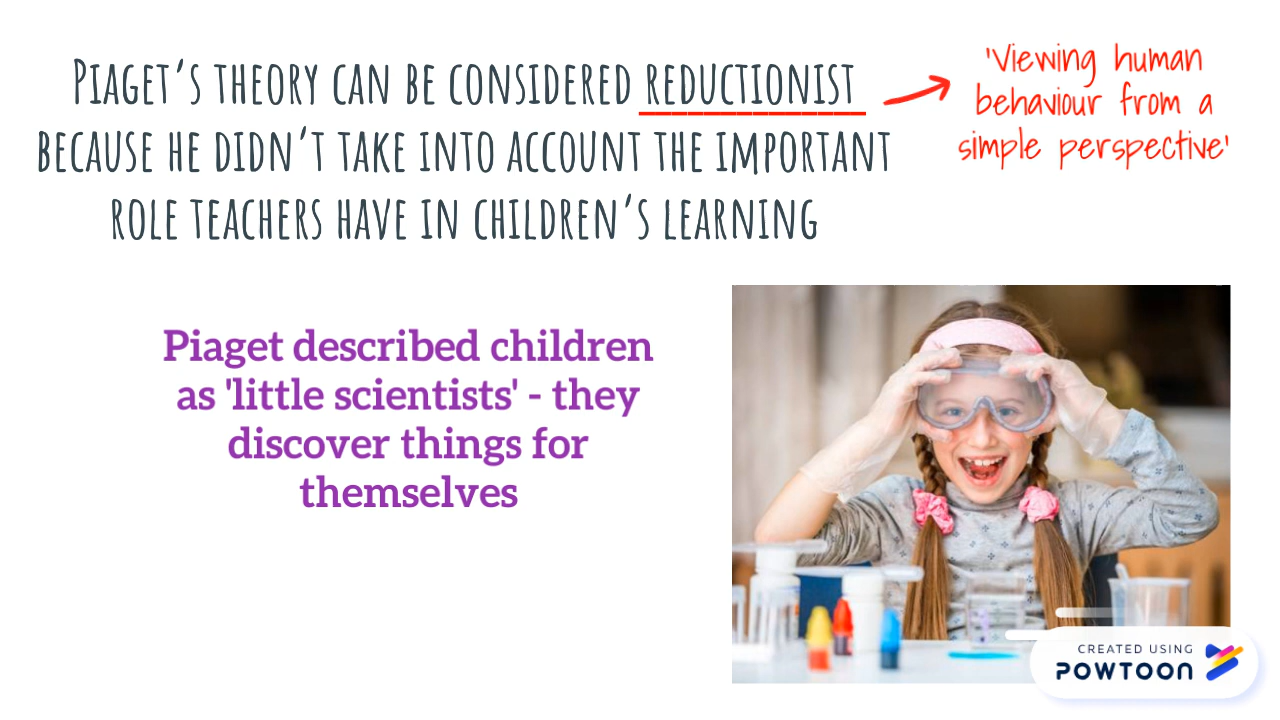 PIAGET'S THEORY CAN BE CONSIDERED REDUCTIONIST
BECAUSE HE DIDN'T TAKE INTO ACCOUNT THE IMPORTANT
ROLE TEACHERS HAVE IN CHILDREN'S LEARNING
'Viewing human
behaviour from a
simple perspective'
Piaget described children
as 'little scientists' - they
discover things for
themselves
CREATED USING
POWTOON